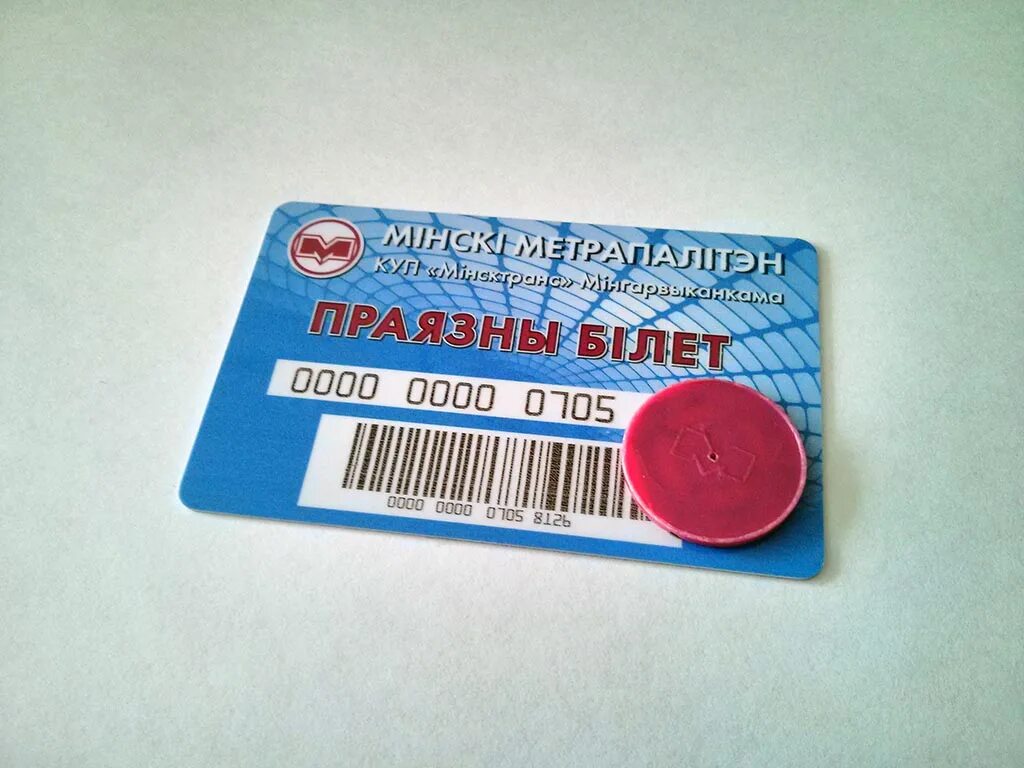 МІНСКІ МЕТРАПАЛІТЭН
КУП «Мінсктранс» Мінгарвыканкама
ПРАЯЗНЫ БІЛЕТ
0000 0000 0705
0000 0000 0705 8126